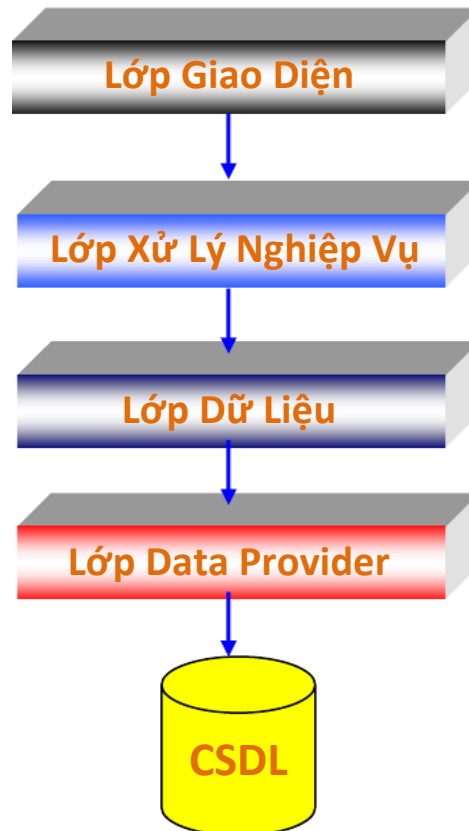 Lớp Giao Diện
Lớp Xử Lý Nghiệp Vụ
Lớp Dữ Liệu
Lớp Data Provider
CSDL